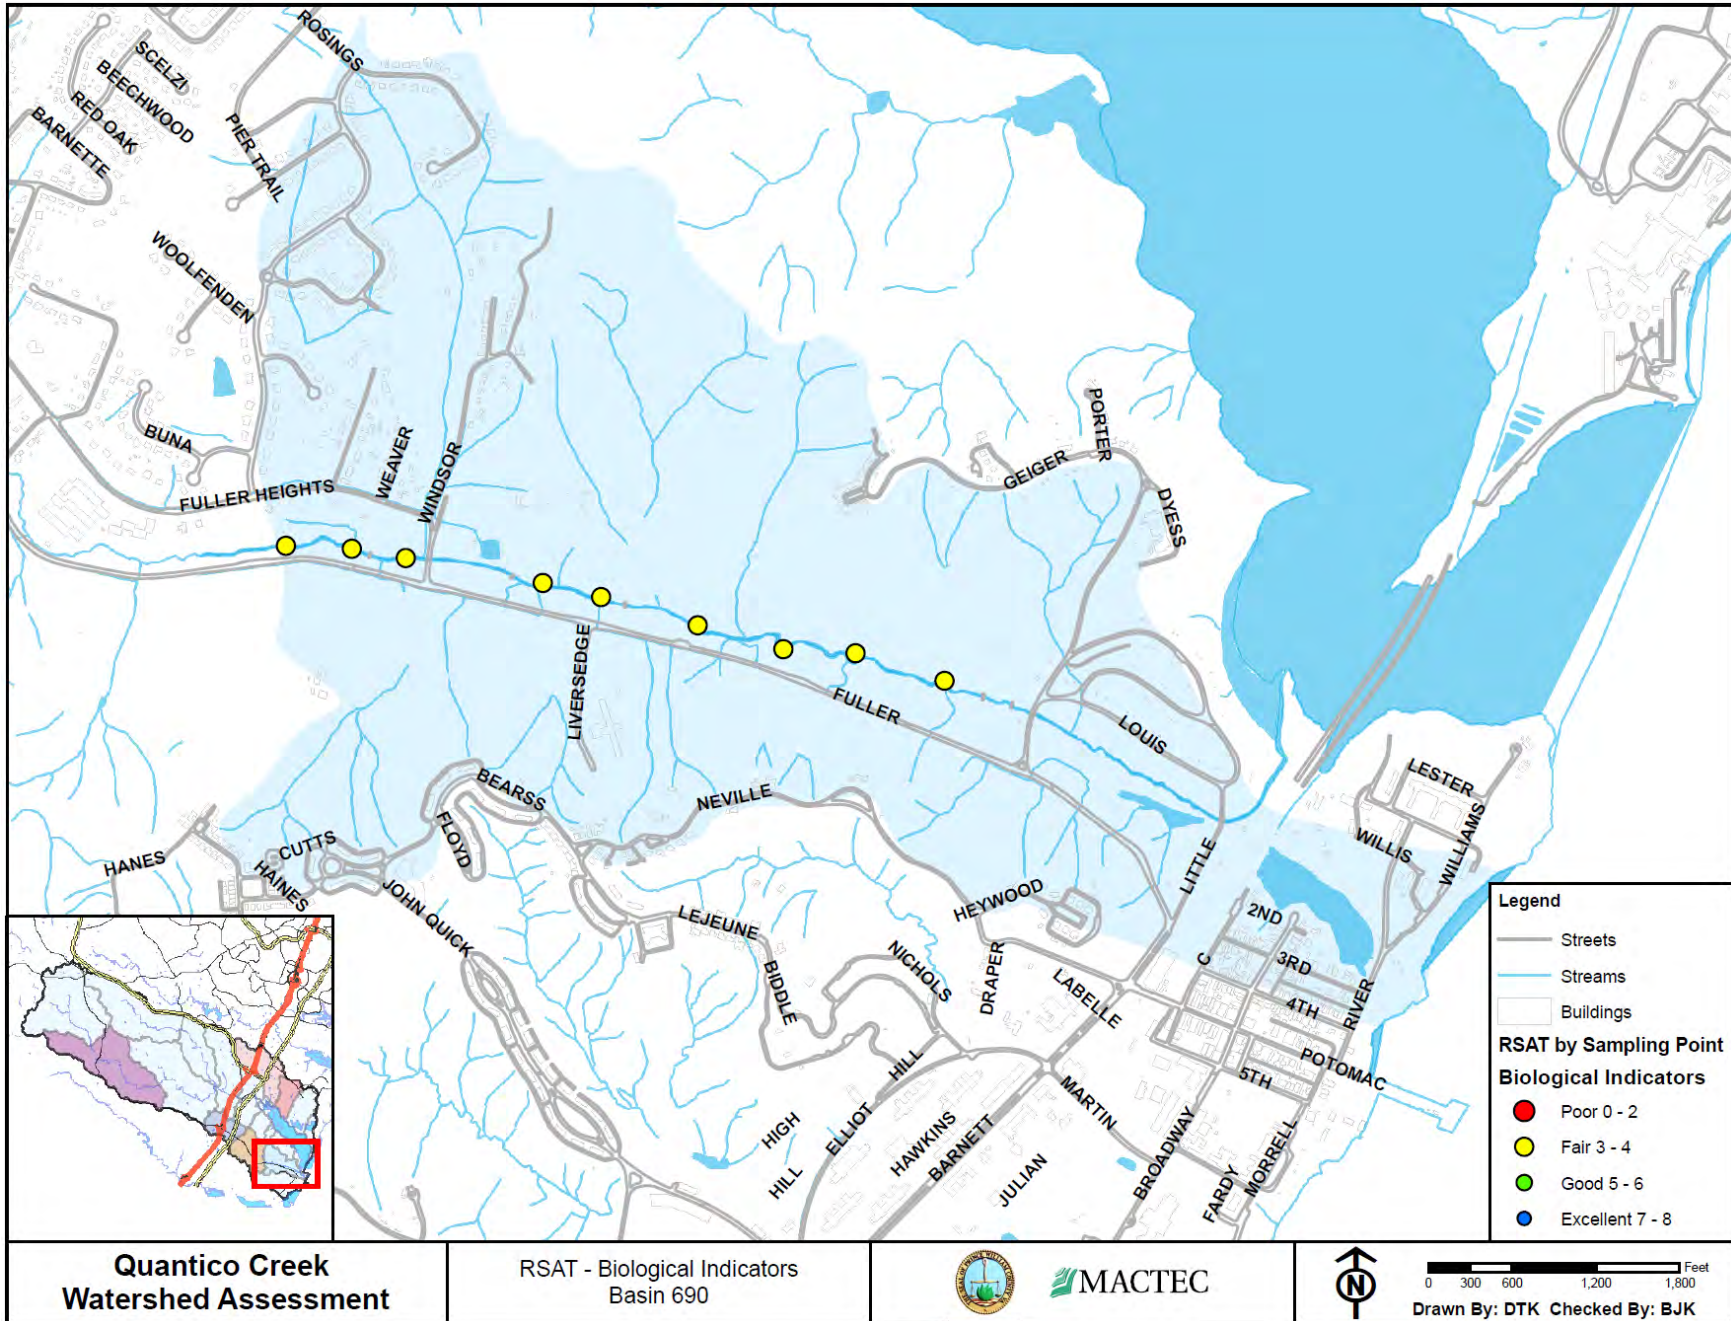 ROSINGS
SCELZI
BEECHWOOD
RED OAK
BARNETTE
PIER TRAIL
WOOLFENDEN
BUNA
FULLER HEIGHTS
WEAVER
WINDSOR
PORTER
GEIGER
DYESS
LIVERSEDGE
FULLER
LOUIS
BEARSS
NEVILLE
FLOYD
CUTTS
HANES
HAINES
JOHN QUICK
LEJEUNE
BIDDLE
NICHOLS
HEYWOOD
DRAPER
LABELLE
LITTLE
LESTER
WILLIS
WILLIAMS
2ND
3RD
C
4TH
RIVER
POTOMAC
5TH
HILL
HIGH
HILL
ELLIOT
HAWKINS
BARNETT
MARTIN
JULIAN
BROADWAY
FARDY
MORRELL
Legend
Streets
Streams
Buildings
RSAT by Sampling Point
Biological Indicators
Poor 0 - 2
Fair 3 - 4
Good 5 - 6
Excellent 7 - 8
Quantico Creek
Watershed Assessment
RSAT - Biological Indicators
Basin 690
MACTEC
N
Feet
0 300 600 1,200 1,800
Drawn By: DTK Checked By: BJK